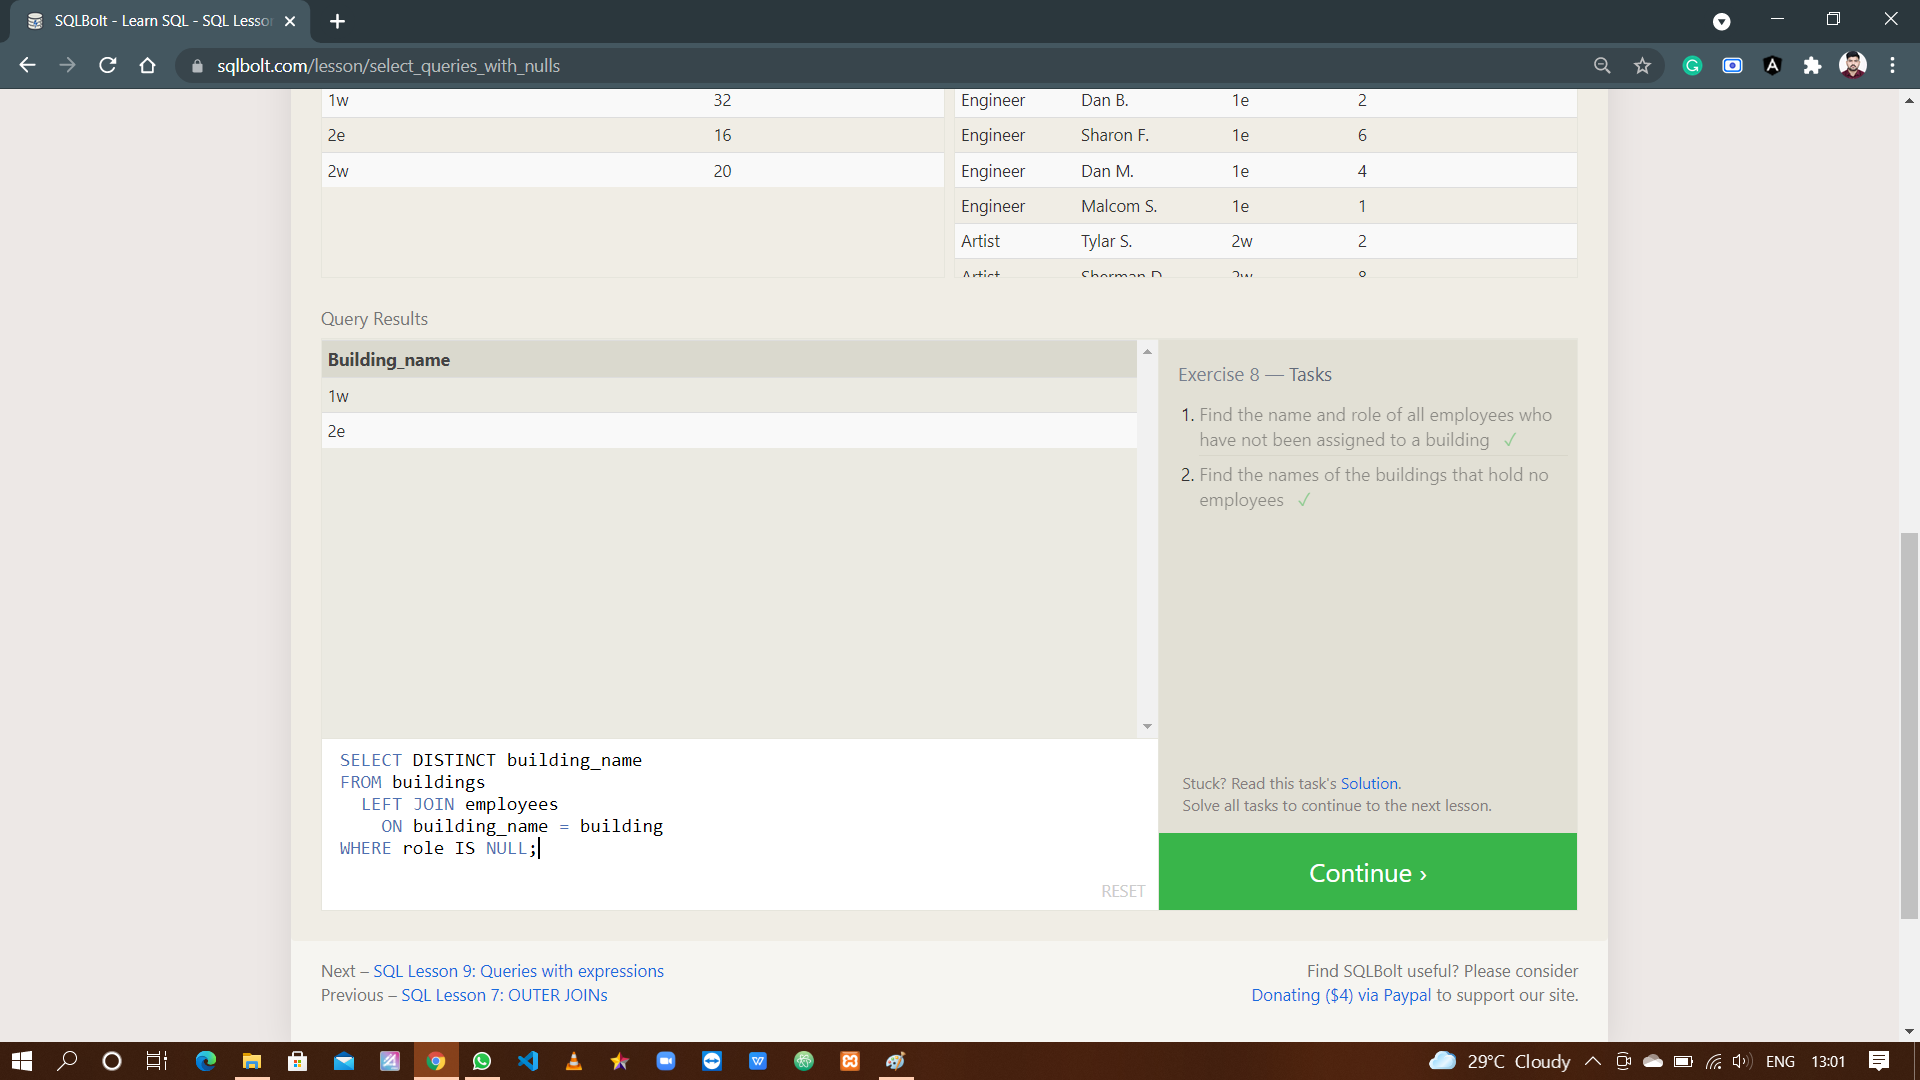 SQLBolt - Learn SQL - SQL Lesson
sqlbolt.com/lesson/select_queries_with_nulls
1w 32
2e 16
2w 20
Engineer Dan B. 1e 2
Engineer Sharon F. 1e 6
Engineer Dan M. 1e 4
Engineer Malcom S. 1e 1
Artist Tylar S. 2w 2
Artist Sherman D. 2w 8
Query Results
Building_name
1w
2e
Exercise 8 — Tasks
1. Find the name and role of all employees who
have not been assigned to a building ✓
2. Find the names of the buildings that hold no
employees ✓
SELECT DISTINCT building_name
FROM buildings
LEFT JOIN employees
ON building_name = building
WHERE role IS NULL;
RESET
Stuck? Read this task's Solution.
Solve all tasks to continue to the next lesson.
Continue ›
Next – SQL Lesson 9: Queries with expressions
Previous – SQL Lesson 7: OUTER JOINs
Find SQLBolt useful? Please consider
Donating ($4) via Paypal to support our site.
29°C Cloudy
ENG
13:01